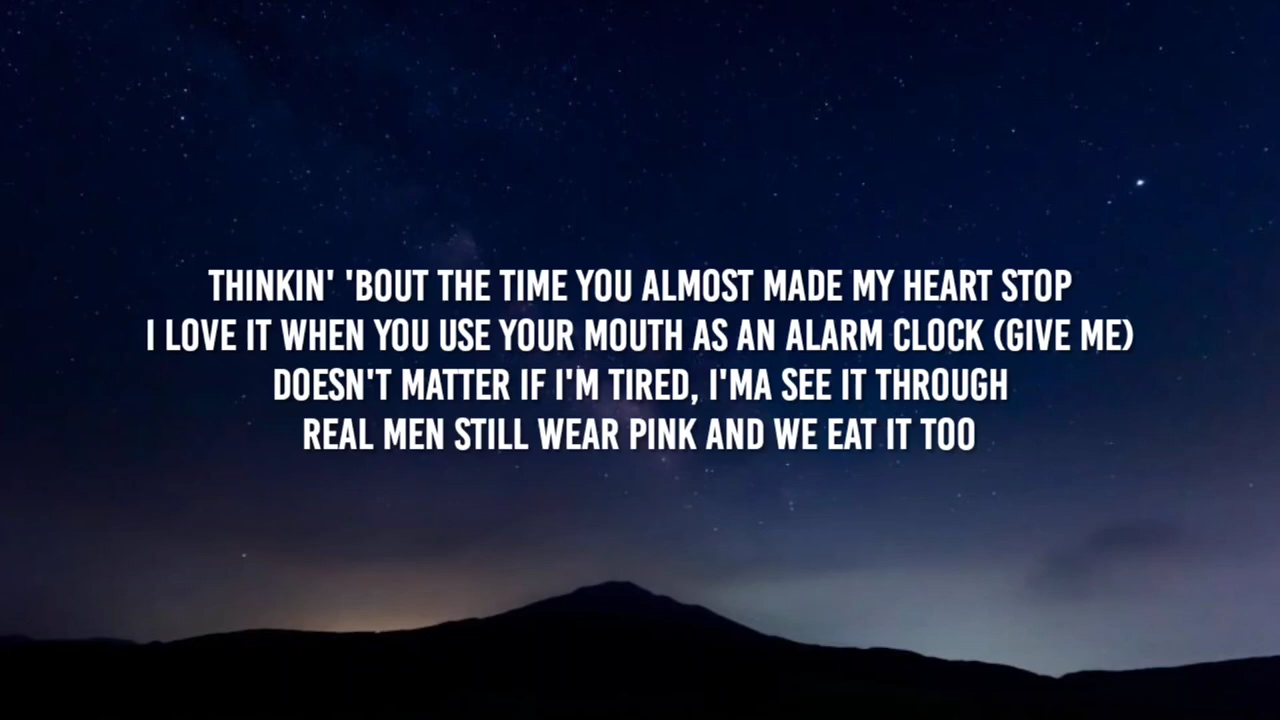 THINKIN' 'BOUT THE TIME YOU ALMOST MADE MY HEART STOP
I LOVE IT WHEN YOU USE YOUR MOUTH AS AN ALARM CLOCK (GIVE ME)
DOESN'T MATTER IF I'M TIRED, I'MA SEE IT THROUGH
REAL MEN STILL WEAR PINK AND WE EAT IT TOO